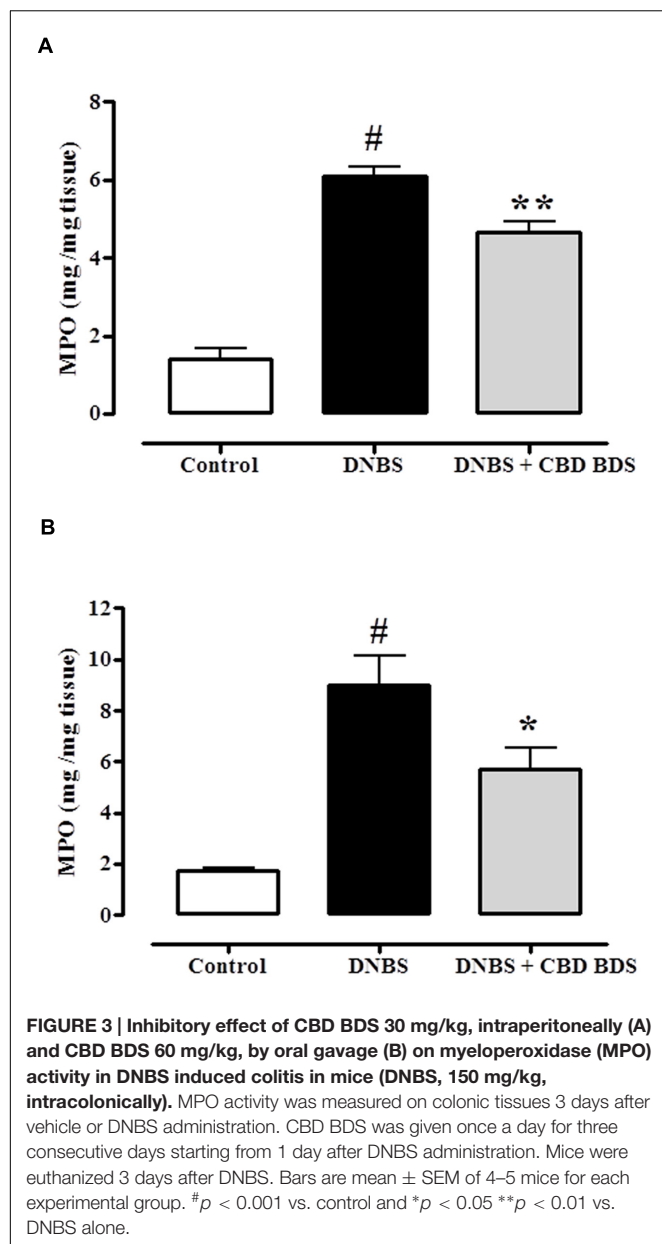 A
8
6
4
2
0
MPO (mg /mg tissue)
#
**
Control DNBS DNBS + CBD BDS
B
12
10
8
6
4
2
0
MPO (mg /mg tissue)
#
*
Control DNBS DNBS + CBD BDS
FIGURE 3 | Inhibitory effect of CBD BDS 30 mg/kg, intraperitoneally (A)
and CBD BDS 60 mg/kg, by oral gavage (B) on myeloperoxidase (MPO)
activity in DNBS induced colitis in mice (DNBS, 150 mg/kg,
intracolonically). MPO activity was measured on colonic tissues 3 days after
vehicle or DNBS administration. CBD BDS was given once a day for three
consecutive days starting from 1 day after DNBS administration. Mice were
euthanized 3 days after DNBS. Bars are mean ± SEM of 4–5 mice for each
experimental group. #p < 0.001 vs. control and *p < 0.05 **p < 0.01 vs.
DNBS alone.